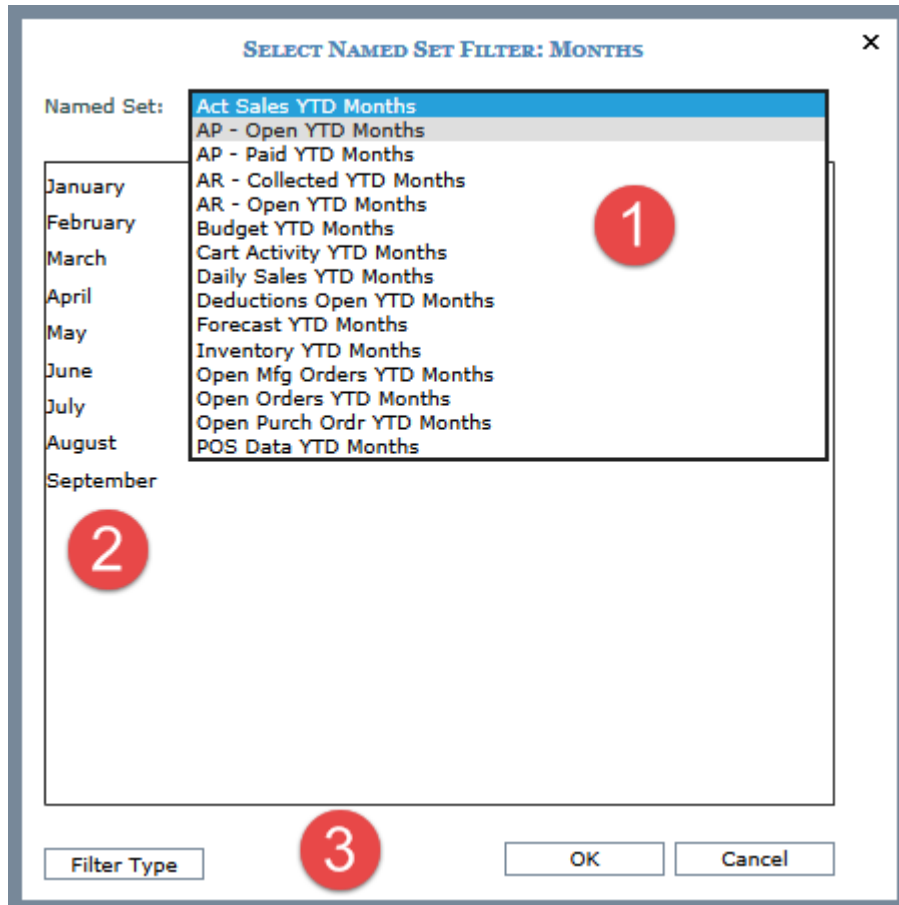 SELECT NAMED SET FILTER: MONTHS
×
Named Set:
Act Sales YTD Months
AP - Open YTD Months
AP - Paid YTD Months
AR - Collected YTD Months
AR - Open YTD Months
Budget YTD Months
Cart Activity YTD Months
Daily Sales YTD Months
Deductions Open YTD Months
Forecast YTD Months
Inventory YTD Months
Open Mfg Orders YTD Months
Open Orders YTD Months
Open Purch Ordr YTD Months
POS Data YTD Months
1
January
February
March
April
May
June
July
August
September
2
3
Filter Type
OK
Cancel